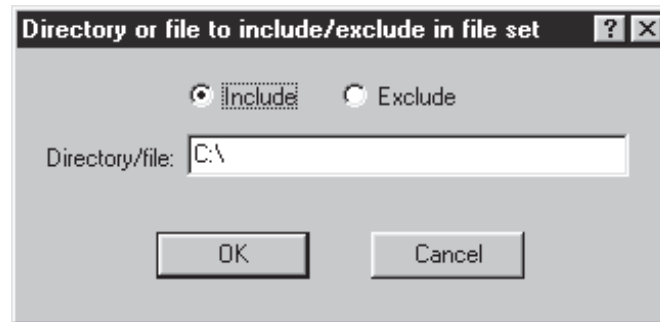 Directory or file to include/exclude in file set ? ×
Include Exclude
Directory/file: C:\
OK Cancel